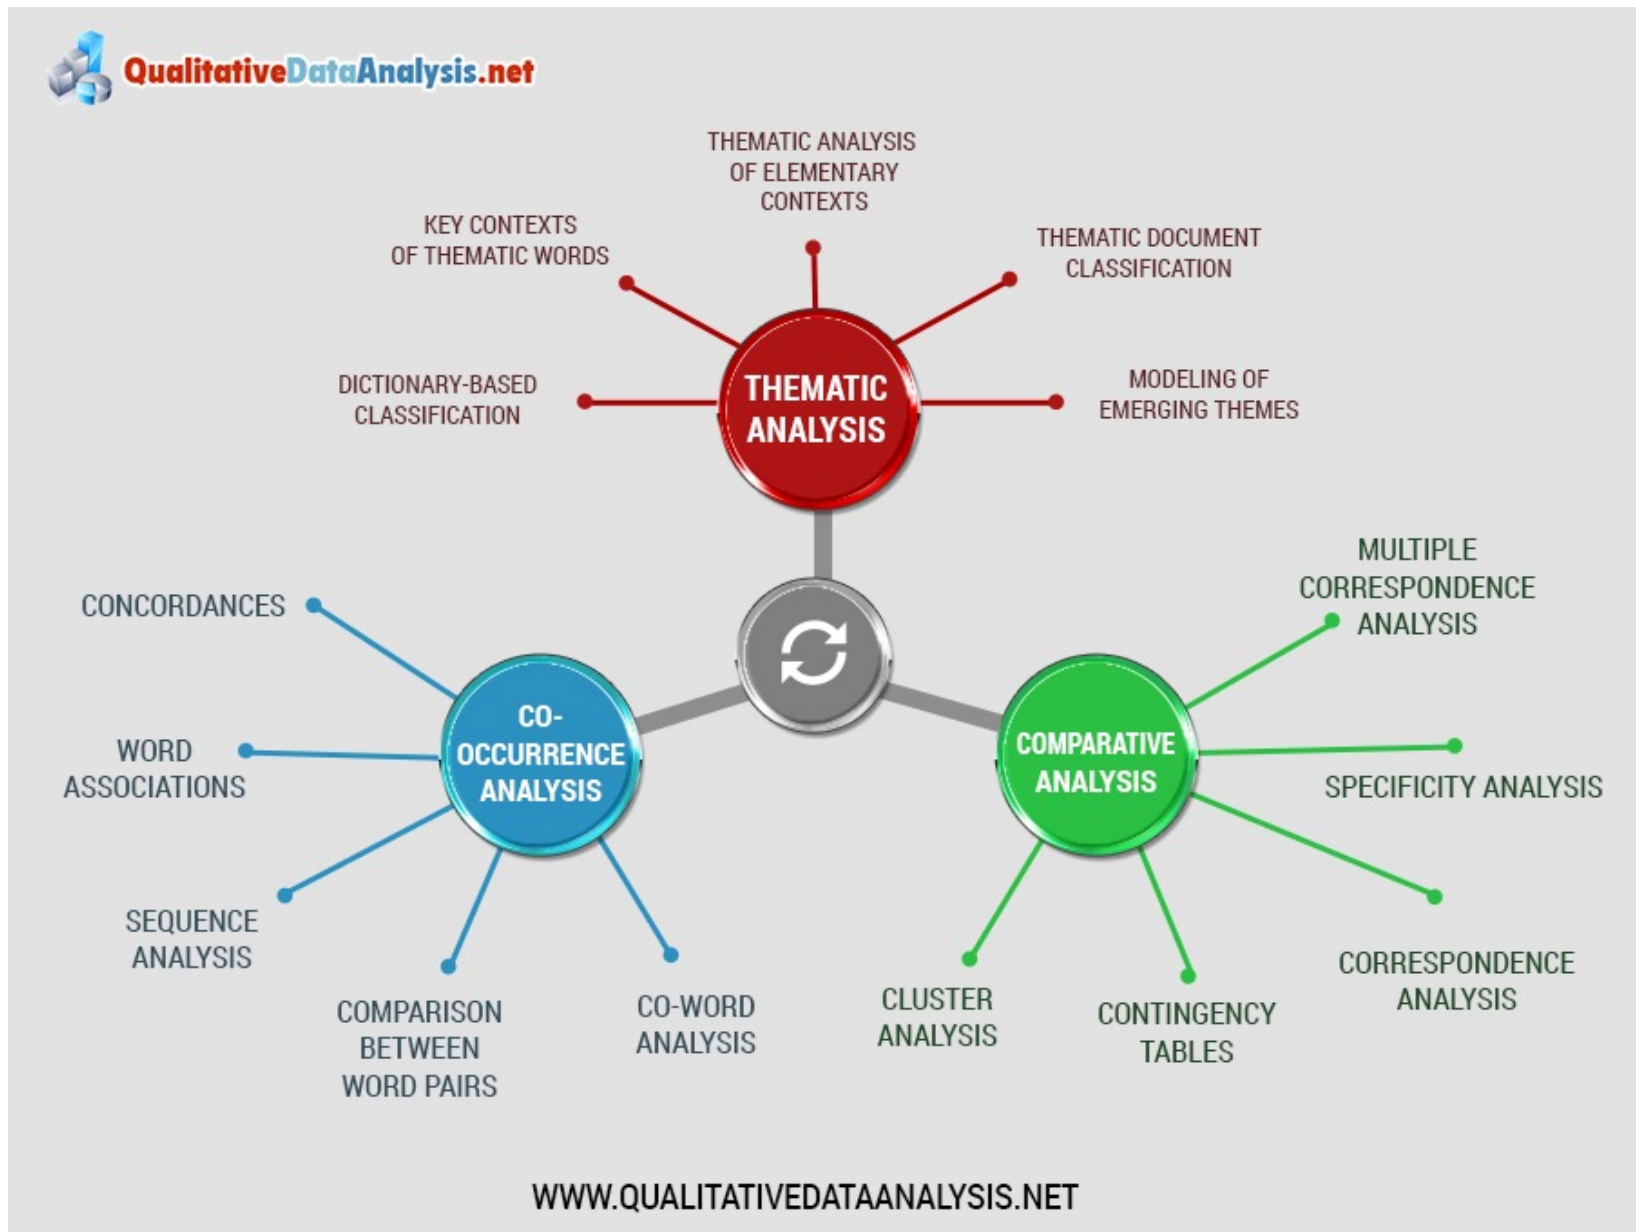 QualitativeDataAnalysis.net
THEMATIC ANALYSIS
OF ELEMENTARY
CONTEXTS
KEY CONTEXTS
OF THEMATIC WORDS
THEMATIC DOCUMENT
CLASSIFICATION
DICTIONARY-BASED
CLASSIFICATION
THEMATIC
ANALYSIS
MODELING OF
EMERGING THEMES
MULTIPLE
CORRESPONDENCE
ANALYSIS
CONCORDANCES
CO-
OCCURRENCE
ANALYSIS
COMPARATIVE
ANALYSIS
WORD
ASSOCIATIONS
SPECIFICITY ANALYSIS
SEQUENCE
ANALYSIS
COMPARISON
BETWEEN
WORD PAIRS
CO-WORD
ANALYSIS
CLUSTER
ANALYSIS
CONTINGENCY
TABLES
CORRESPONDENCE
ANALYSIS
WWW.QUALITATIVEDATAANALYSIS.NET